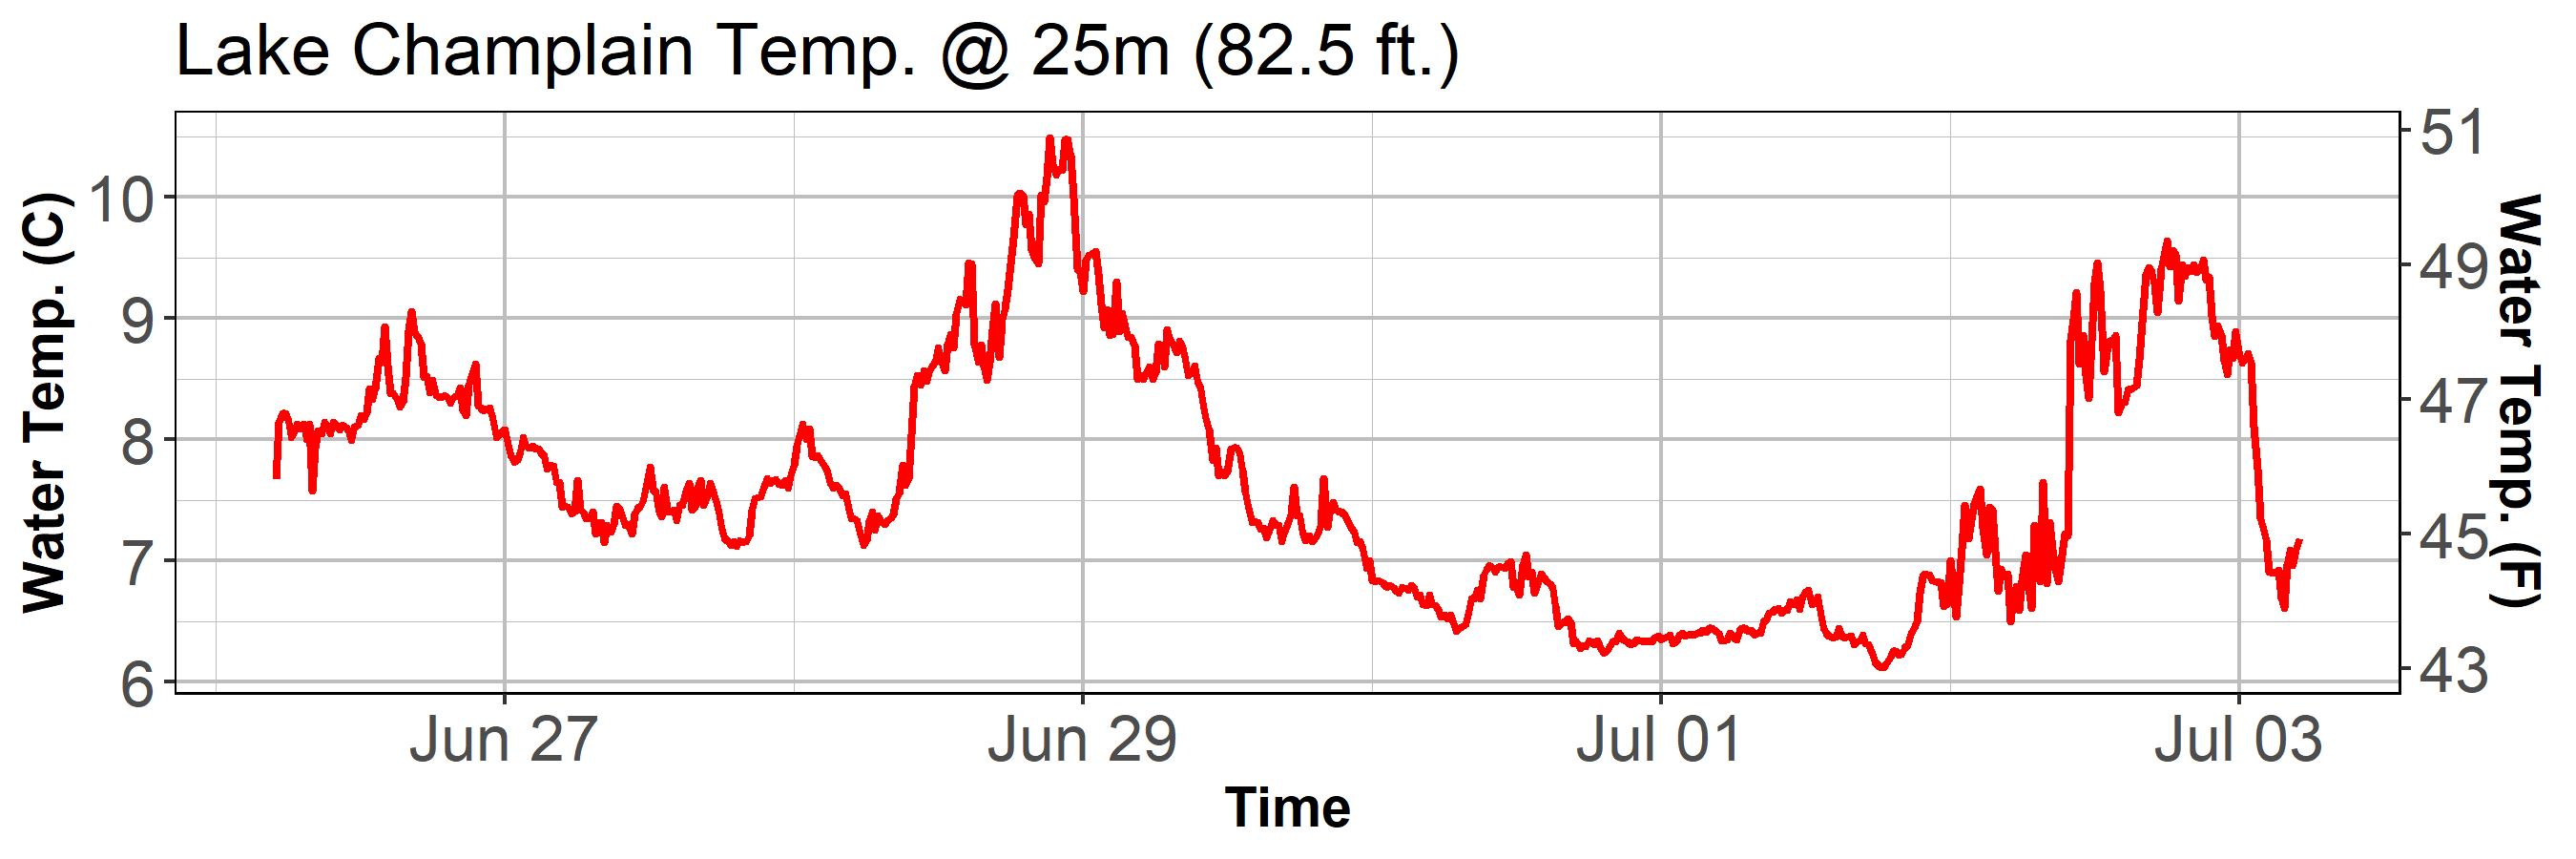 Lake Champlain Temp. @ 25m (82.5 ft.)
Water Temp. (C)
10
9
8
7
6
51
49
47
45
43
Water Temp. (F)
Jun 27
Jun 29
Jul 01
Jul 03
Time